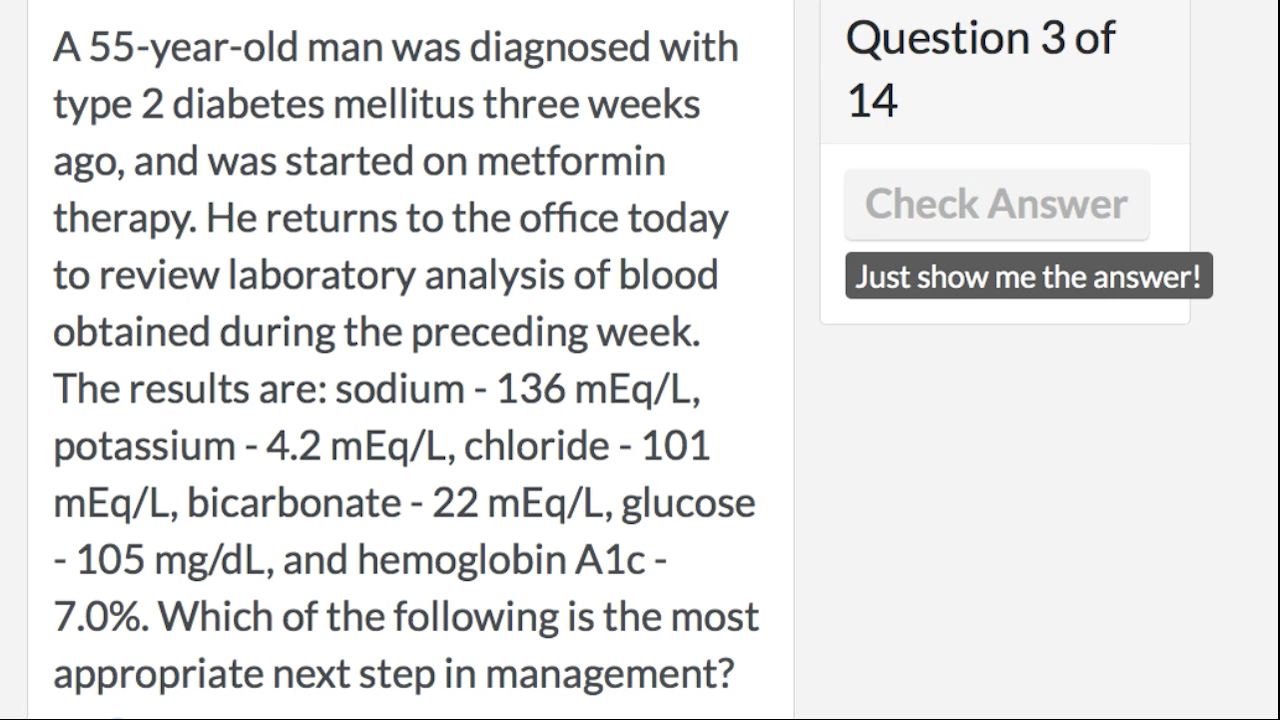 A 55-year-old man was diagnosed with
type 2 diabetes mellitus three weeks
ago, and was started on metformin
therapy. He returns to the office today
to review laboratory analysis of blood
obtained during the preceding week.
The results are: sodium - 136 mEq/L,
potassium - 4.2 mEq/L, chloride - 101
mEq/L, bicarbonate - 22 mEq/L, glucose
- 105 mg/dL, and hemoglobin A1c -
7.0%. Which of the following is the most
appropriate next step in management?
Question 3 of
14
Check Answer
Just show me the answer!